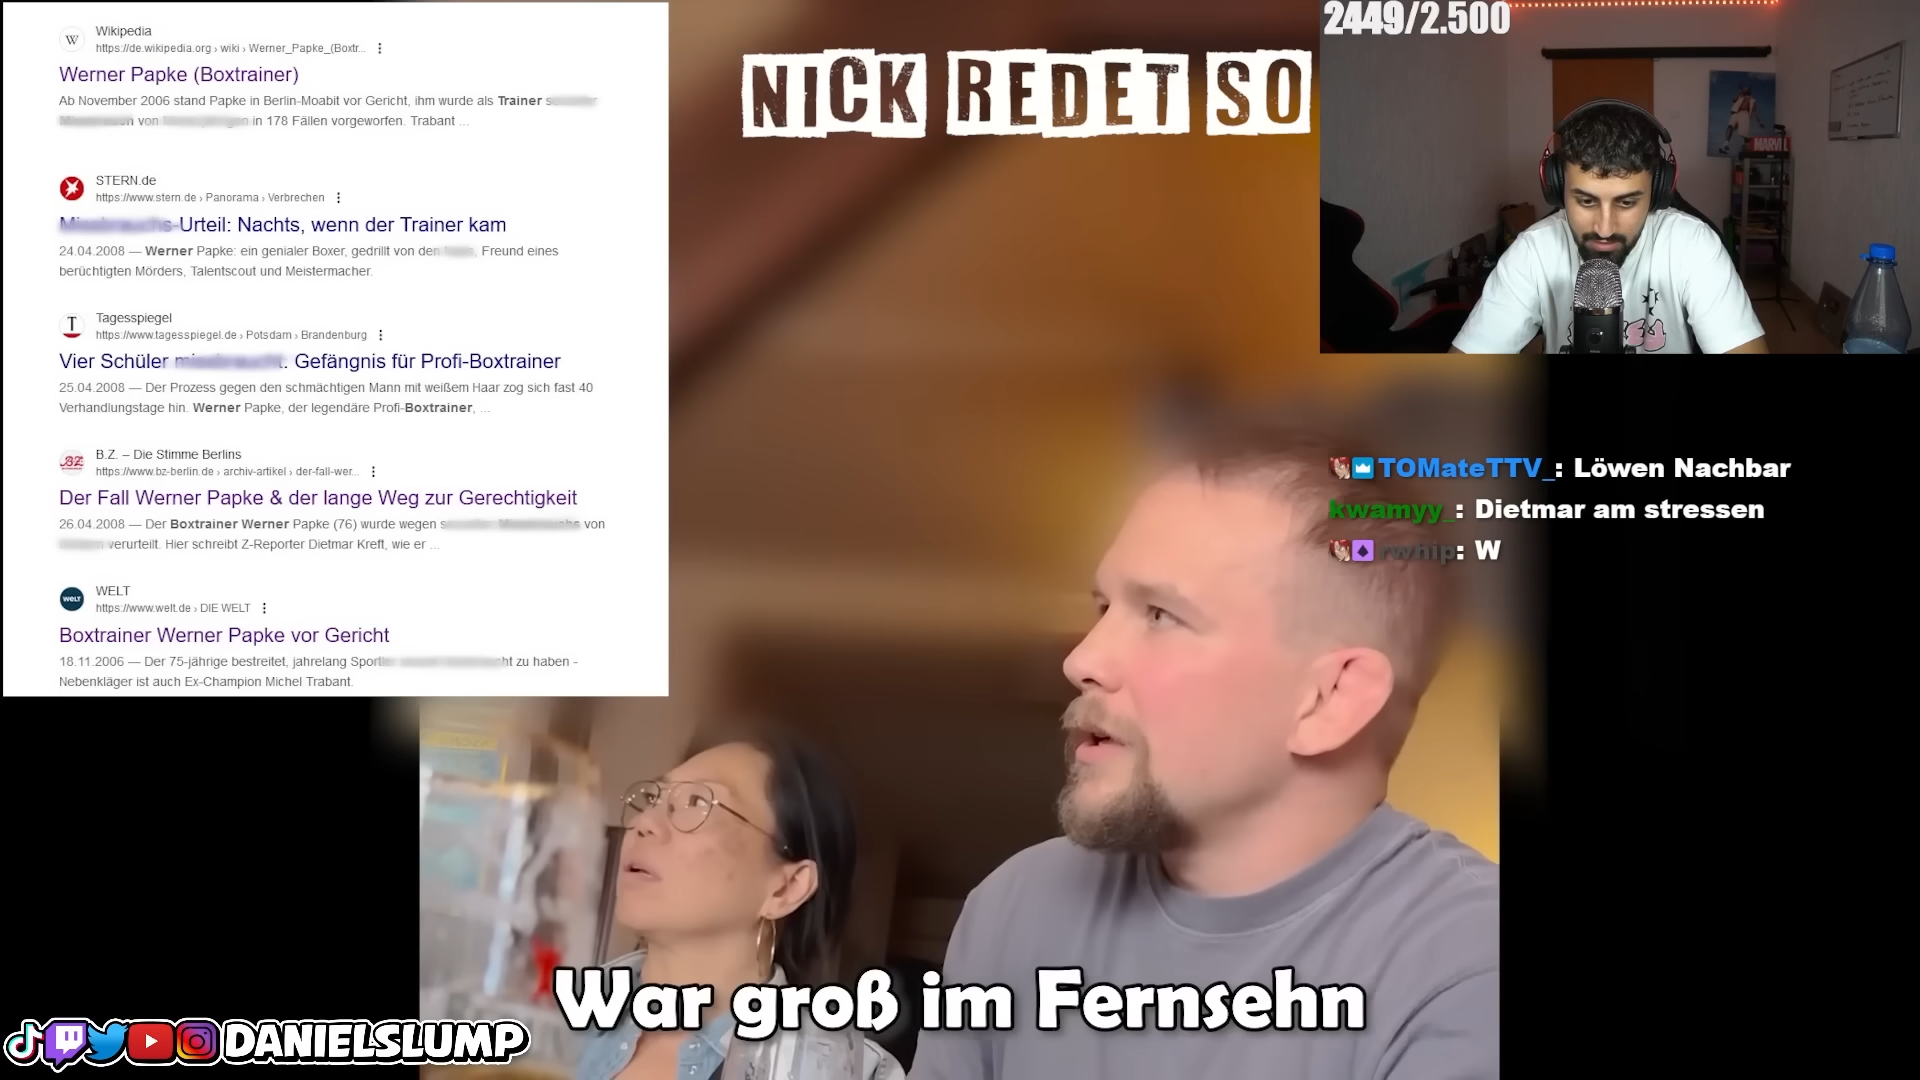 Wikipedia
https://de.wikipedia.org › wiki › Werner_Papke_(Boxtr...
Werner Papke (Boxtrainer)
Ab November 2006 stand Papke in Berlin-Moabit vor Gericht, ihm wurde als Trainer
von in 178 Fällen vorgeworfen. Trabant ...
STERN.de
https://www.stern.de › Panorama › Verbrechen
-Urteil: Nachts, wenn der Trainer kam
24.04.2008 — Werner Papke: ein genialer Boxer, gedrillt von den , Freund eines
berüchtigten Mörders, Talentscout und Meistermacher.
T
Tagesspiegel
https://www.tagesspiegel.de › Potsdam › Brandenburg
Vier Schüler : Gefängnis für Profi-Boxtrainer
25.04.2008 — Der Prozess gegen den schmächtigen Mann mit weißem Haar zog sich fast 40
Verhandlungstage hin. Werner Papke, der legendäre Profi-Boxtrainer, ...
BZ
B.Z. – Die Stimme Berlins
https://www.bz-berlin.de › archiv-artikel › der-fall-wer...
Der Fall Werner Papke & der lange Weg zur Gerechtigkeit
26.04.2008 — Der Boxtrainer Werner Papke (76) wurde wegen von
verurteilt. Hier schreibt Z-Reporter Dietmar Kreft, wie er ...
WELT
WELT
https://www.welt.de › DIE WELT
Boxtrainer Werner Papke vor Gericht
18.11.2006 — Der 75-jährige bestreitet, jahrelang zu haben -
Nebenkläger ist auch Ex-Champion Michel Trabant.
NICK REDET SO
2449/2.500
MARVEL
TOMateTTV_: Löwen Nachbar
kwamyy_: Dietmar am stressen
rwhip: W
War groß im Fernsehn
DANIELSLUMP